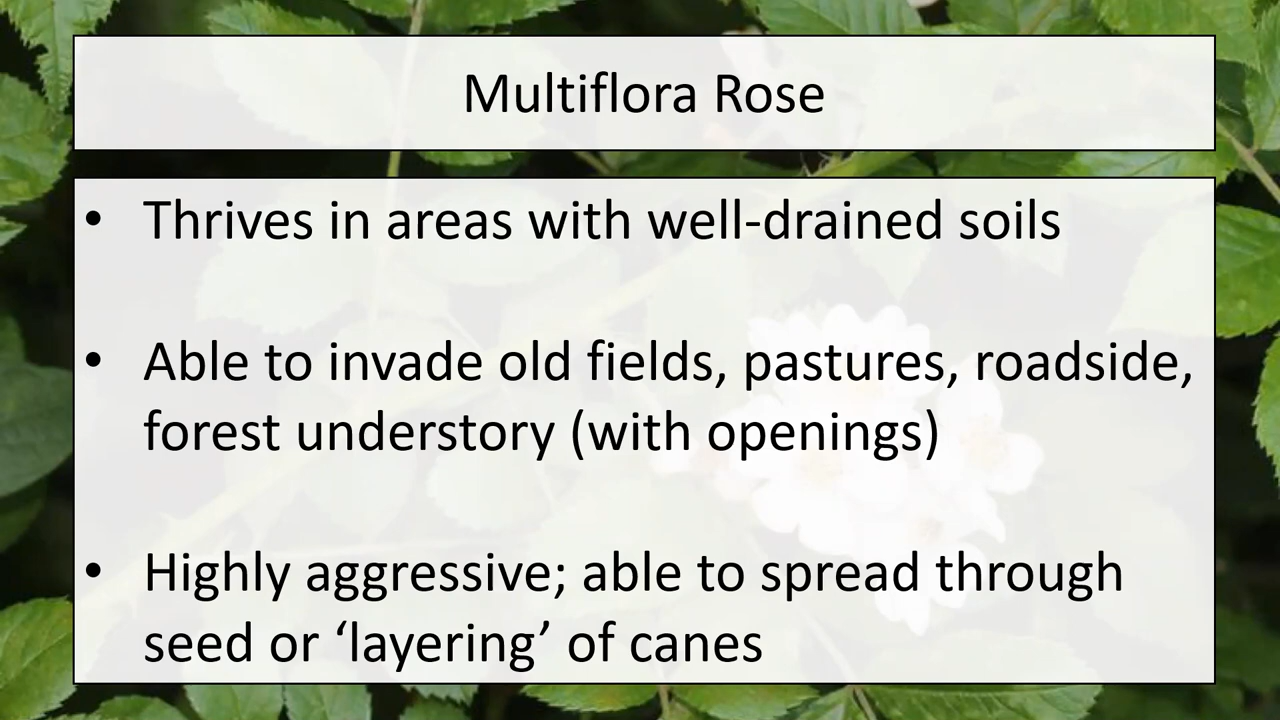 Multiflora Rose
• Thrives in areas with well-drained soils
• Able to invade old fields, pastures, roadside,
forest understory (with openings)
• Highly aggressive; able to spread through
seed or ‘layering’ of canes